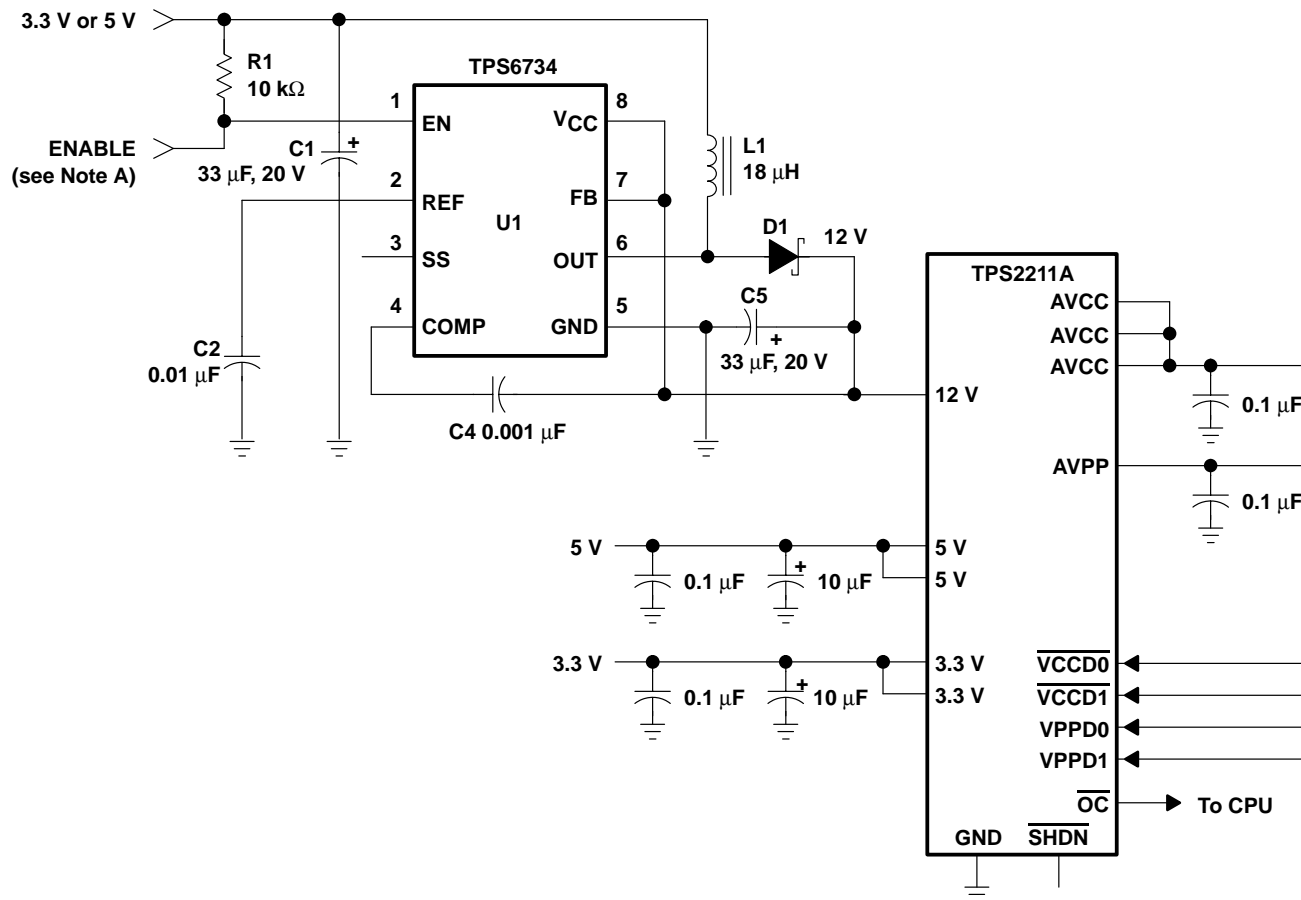 3.3 V or 5 V
R1
10 kΩ
ENABLE
(see Note A)
C1
+
33 μF, 20 V
C2
0.01 μF
TPS6734
1
EN
2
REF
3
SS
4
COMP
U1
8
VCC
7
FB
6
OUT
5
GND
C4 0.001 μF
L1
18 μH
D1
12 V
C5
+
33 μF, 20 V
TPS2211A
AVCC
AVCC
AVCC
0.1 μF
12 V
AVPP
0.1 μF
5 V
0.1 μF
+
10 μF
5 V
5 V
3.3 V
0.1 μF
+
10 μF
3.3 V
3.3 V
VCCD0
VCCD1
VPPD0
VPPD1
OC
To CPU
GND
SHDN